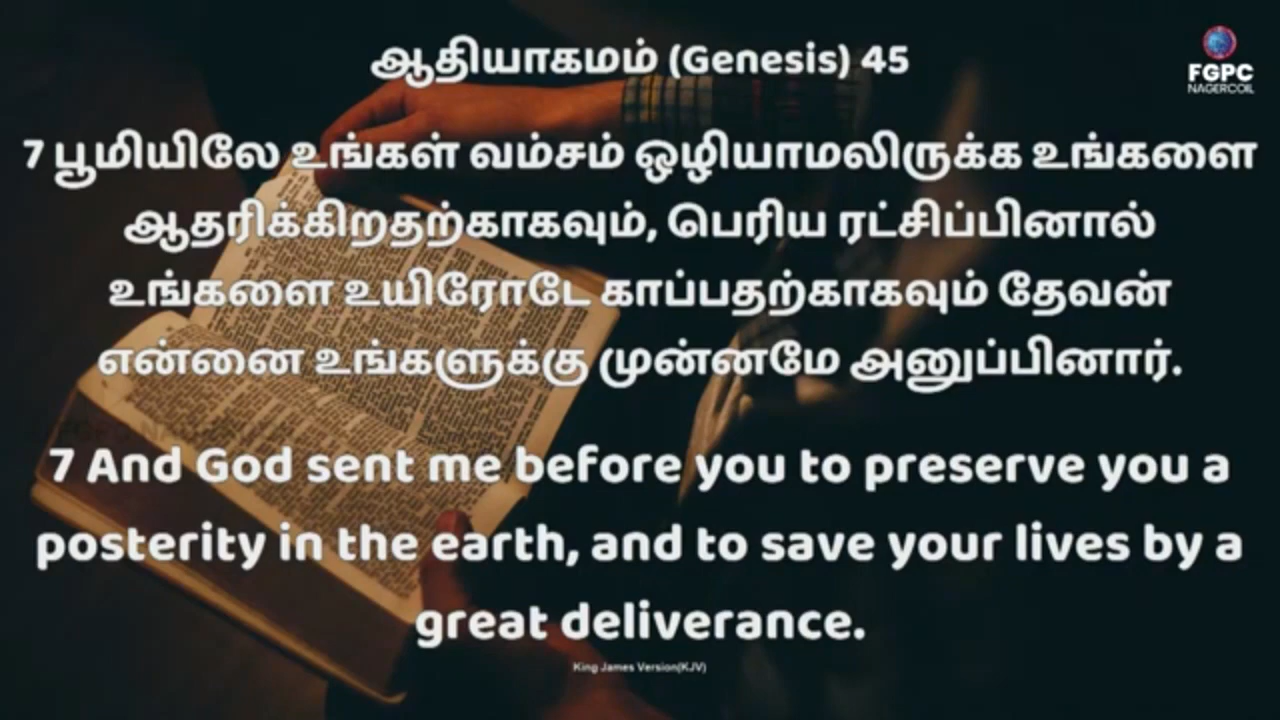 ஆதியாகமம் (Genesis) 45
FGPC
NAGERCOIL
7 பூமியிலே உங்கள் வம்சம் ஒழியாமலிருக்க உங்களை
ஆதரிக்கிறதற்காகவும், பெரிய ரட்சிப்பினால்
உங்களை உயிரோடே காப்பதற்காகவும் தேவன்
என்னை உங்களுக்கு முன்னமே அனுப்பினார்.
7 And God sent me before you to preserve you a
posterity in the earth, and to save your lives by a
great deliverance.
King James Version(KJV)